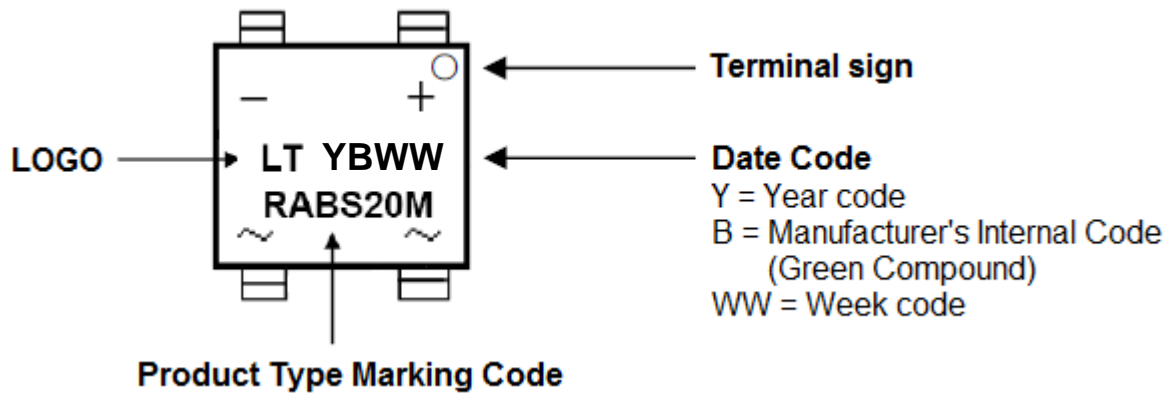 Terminal sign
− +
LOGO
LT YBWW
Date Code
Y = Year code
B = Manufacturer's Internal Code
(Green Compound)
WW = Week code
RABS20M
~ ~
Product Type Marking Code